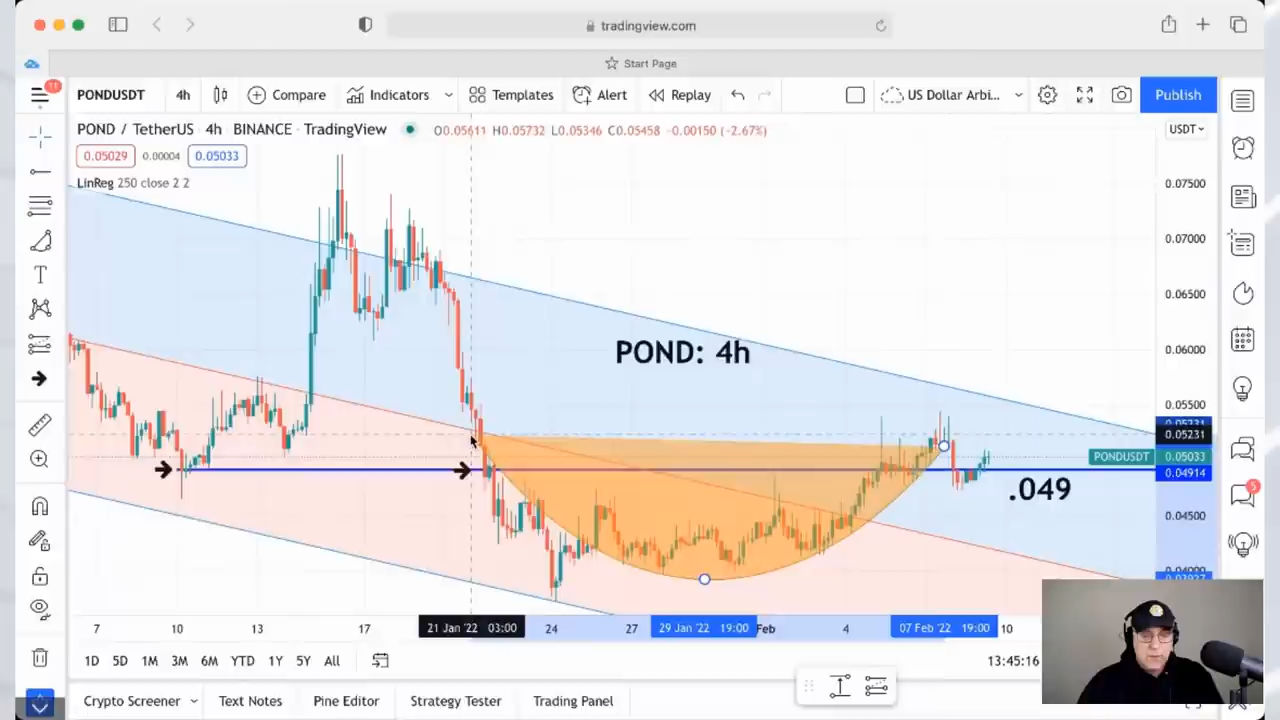 tradingview.com
Start Page
11
PONDUSDT 4h Compare Indicators Templates Alert Replay US Dollar Arbi... Publish
POND / TetherUS · 4h · BINANCE · TradingView O0.05611 H0.05732 L0.05346 C0.05458 -0.00150 (-2.67%)
USDT
0.05029 0.00004 0.05033
LinReg 250 close 2 2
0.07500
0.07000
0.06500
POND: 4h
0.06000
0.05500
0.05231
PONDUSDT 0.05033
0.04914
.049
0.04500
5
7 10 13 17 21 Jan '22 03:00 24 27 29 Jan '22 19:00 Feb 4 07 Feb '22 19:00 10
1D 5D 1M 3M 6M YTD 1Y 5Y All 13:45:16
Crypto Screener Text Notes Pine Editor Strategy Tester Trading Panel